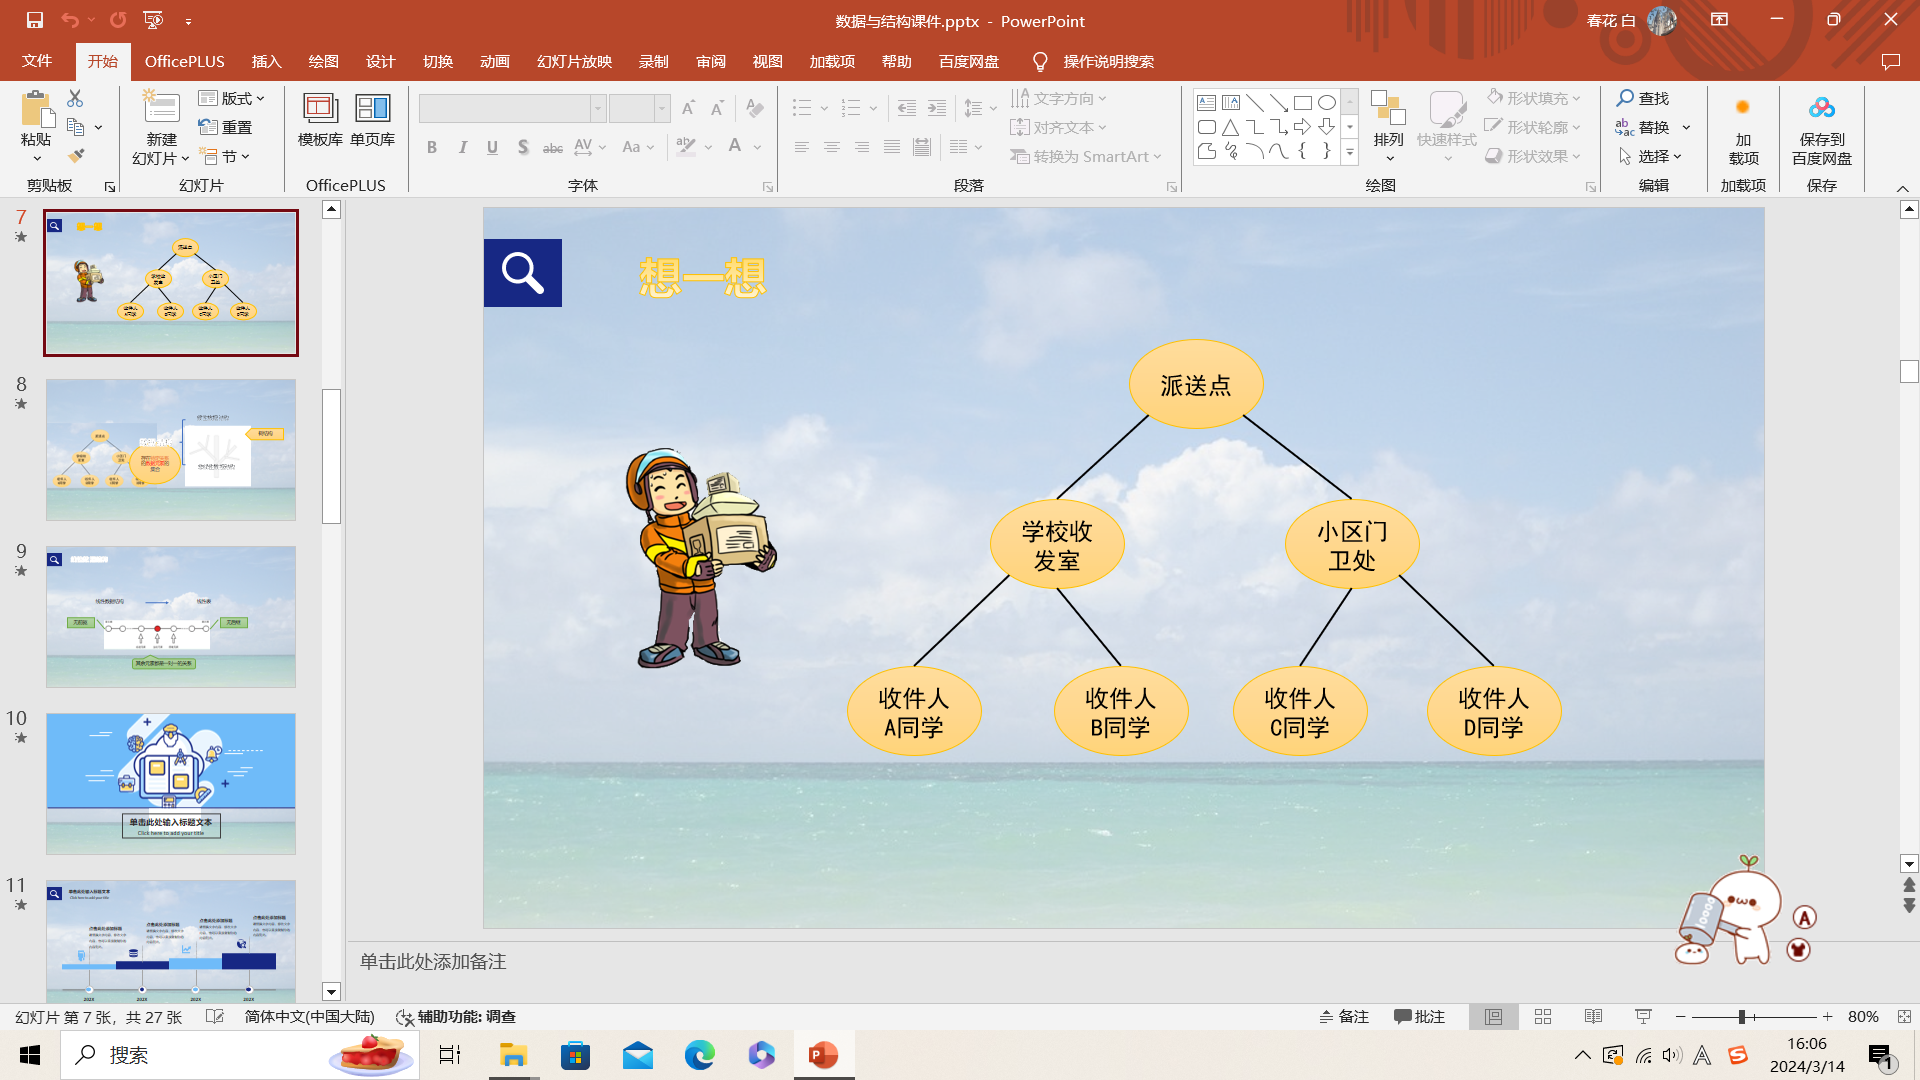 数据与结构课件.pptx - PowerPoint
春花 白
文件 开始 OfficePLUS 插入 绘图 设计 切换 动画 幻灯片放映 录制 审阅 视图 加载项 帮助 百度网盘 操作说明搜索
粘贴
剪贴板
新建
幻灯片
版式
重置
节
幻灯片
模板库 单页库
OfficePLUS
字体
文字方向
对齐文本
转换为 SmartArt
段落
排列
快速样式
形状填充
形状轮廓
形状效果
绘图
查找
替换
选择
编辑
加
载项
加载项
保存到
百度网盘
保存
7
8
9
10
单击此处输入标题文本
Click here to add your title
11
想一想
派送点
学校收
发室
小区门
卫处
收件人
A同学
收件人
B同学
收件人
C同学
收件人
D同学
单击此处添加备注
幻灯片 第 7 张，共 27 张
简体中文(中国大陆)
辅助功能: 调查
备注
批注
80%
搜索
16:06
2024/3/14
1